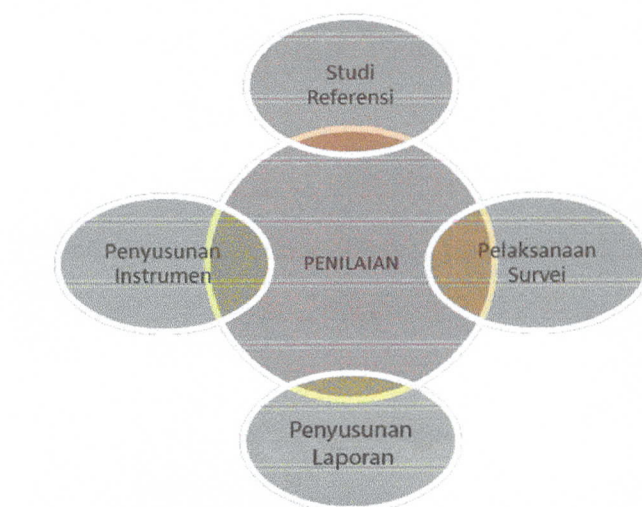 Studi
Referensi
Penyusunan
Instrumen
PENILAIAN
Pelaksanaan
Survei
Penyusunan
Laporan